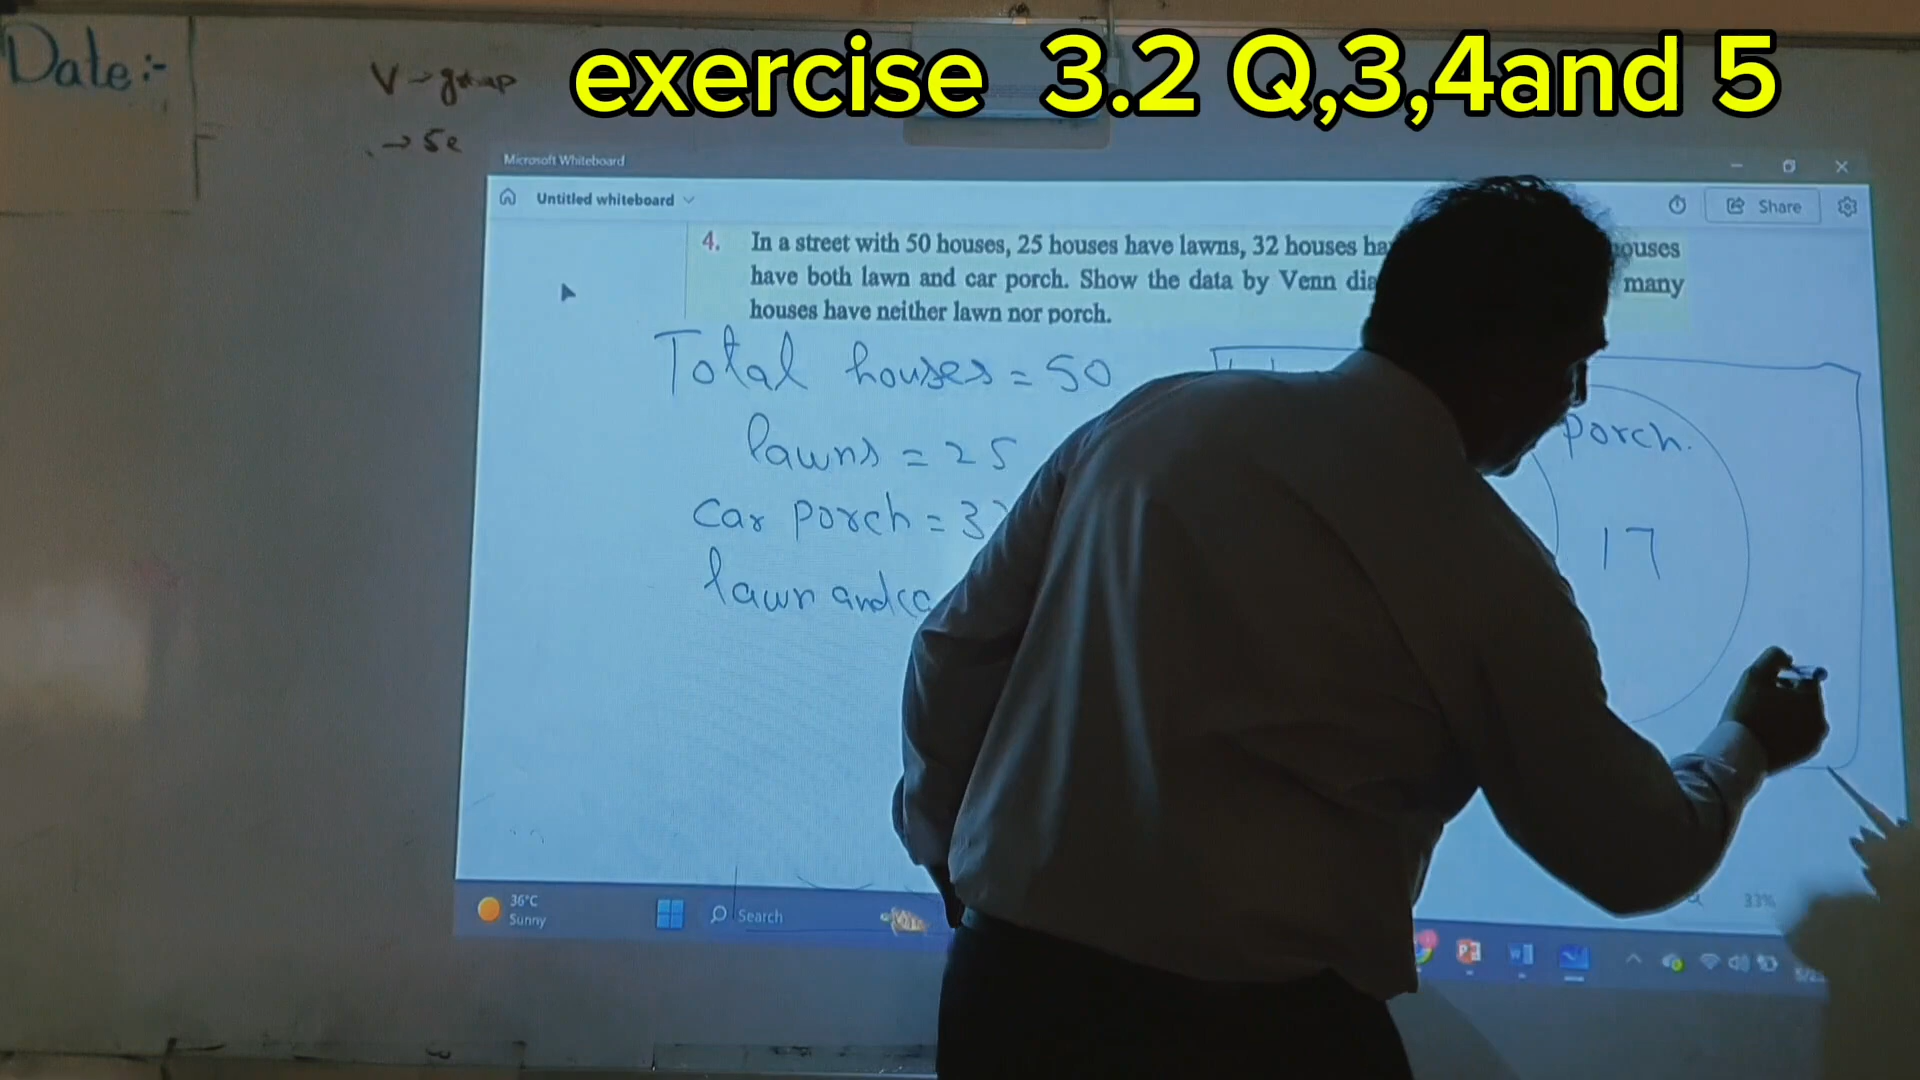 exercise 3.2 Q,3,4and 5
Date:-
V → group
→ Se
Microsoft Whiteboard
Untitled whiteboard
Share
4. In a street with 50 houses, 25 houses have lawns, 32 houses ha ouses
have both lawn and car porch. Show the data by Venn dia many
houses have neither lawn nor porch.
Total houses = 50
lawns = 25
Car porch = 32
lawn and ca
porch.
17
36°C
Sunny
Search
33%